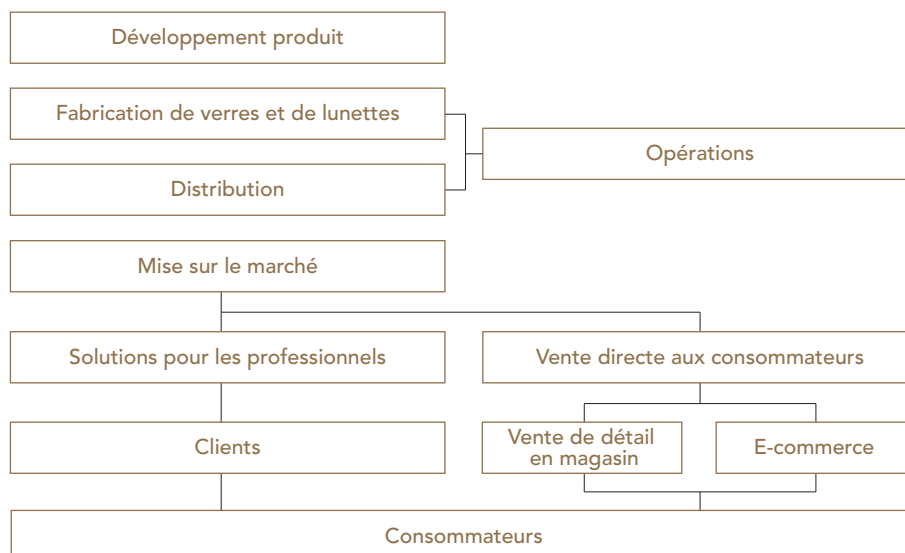 Développement produit
Fabrication de verres et de lunettes
Opérations
Distribution
Mise sur le marché
Solutions pour les professionnels
Vente directe aux consommateurs
Clients
Vente de détail
en magasin
E-commerce
Consommateurs